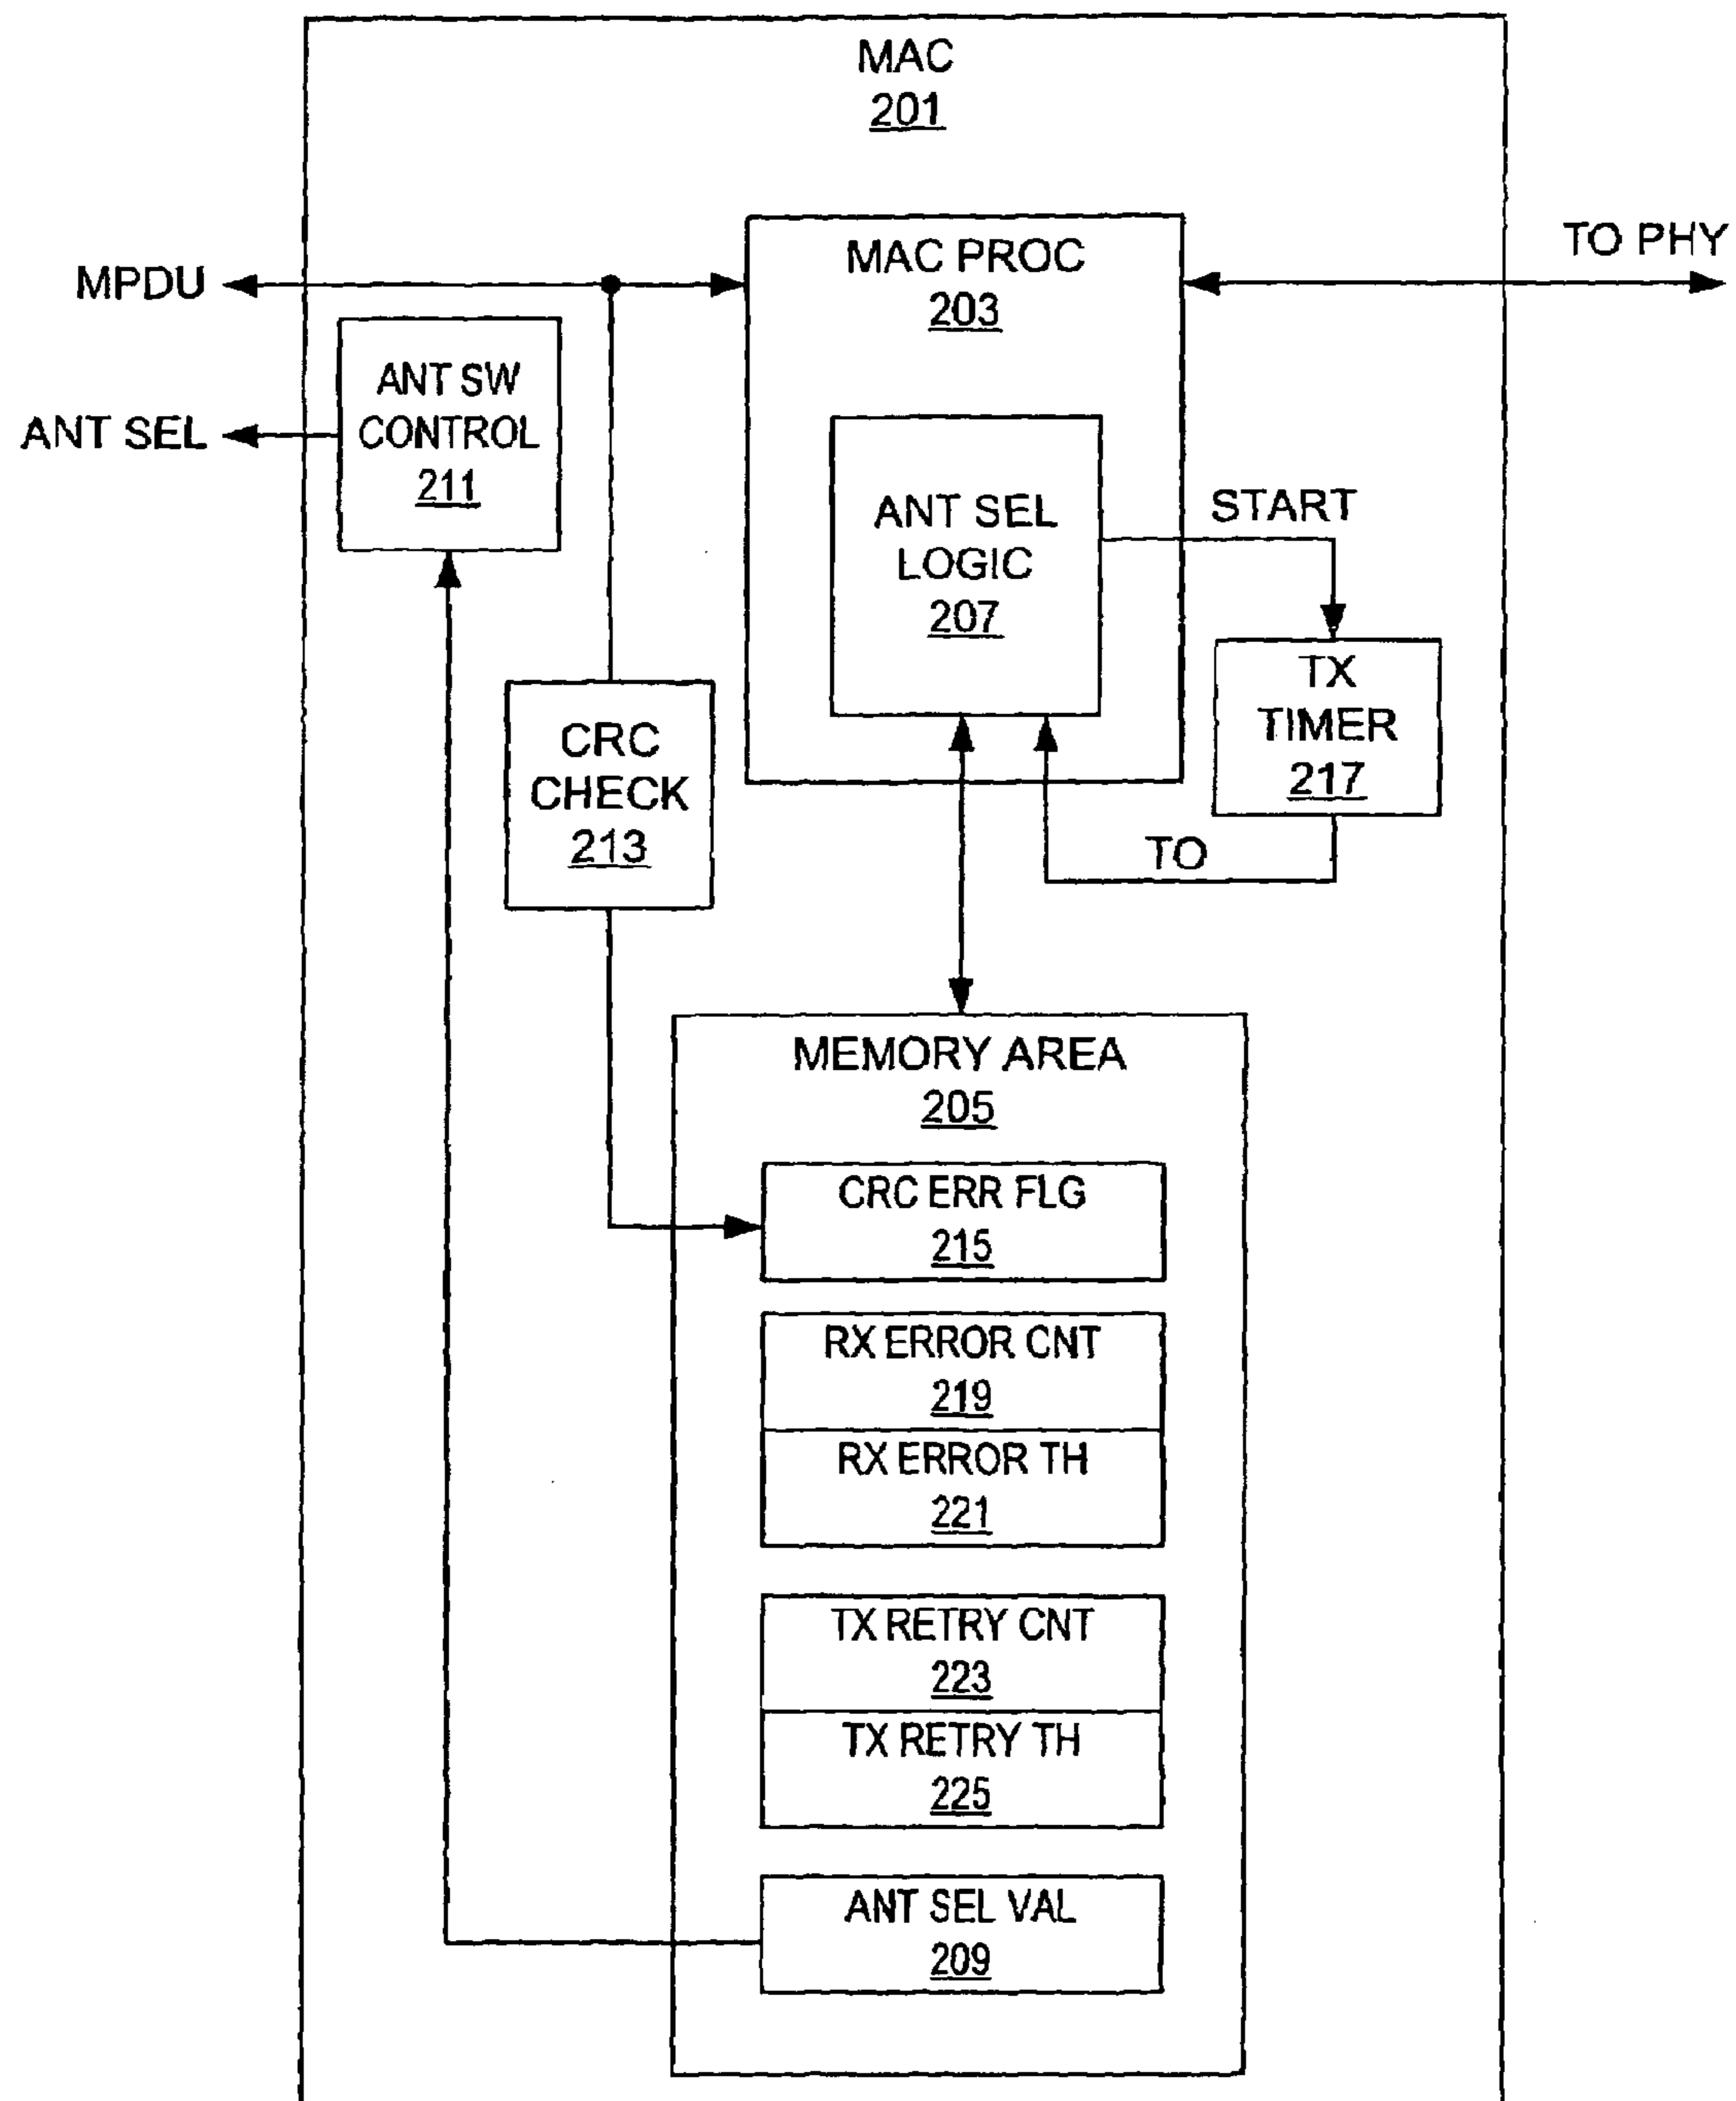 MAC
201
TO PHY
MAC PROC
203
MPDU
ANT SW
CONTROL
211
ANT SEL
ANT SEL
LOGIC
207
START
TX
TIMER
217
CRC
CHECK
213
TO
MEMORY AREA
205
CRC ERR FLG
215
RX ERROR CNT
219
RX ERROR TH
221
TX RETRY CNT
223
TX RETRY TH
225
ANT SEL VAL
209